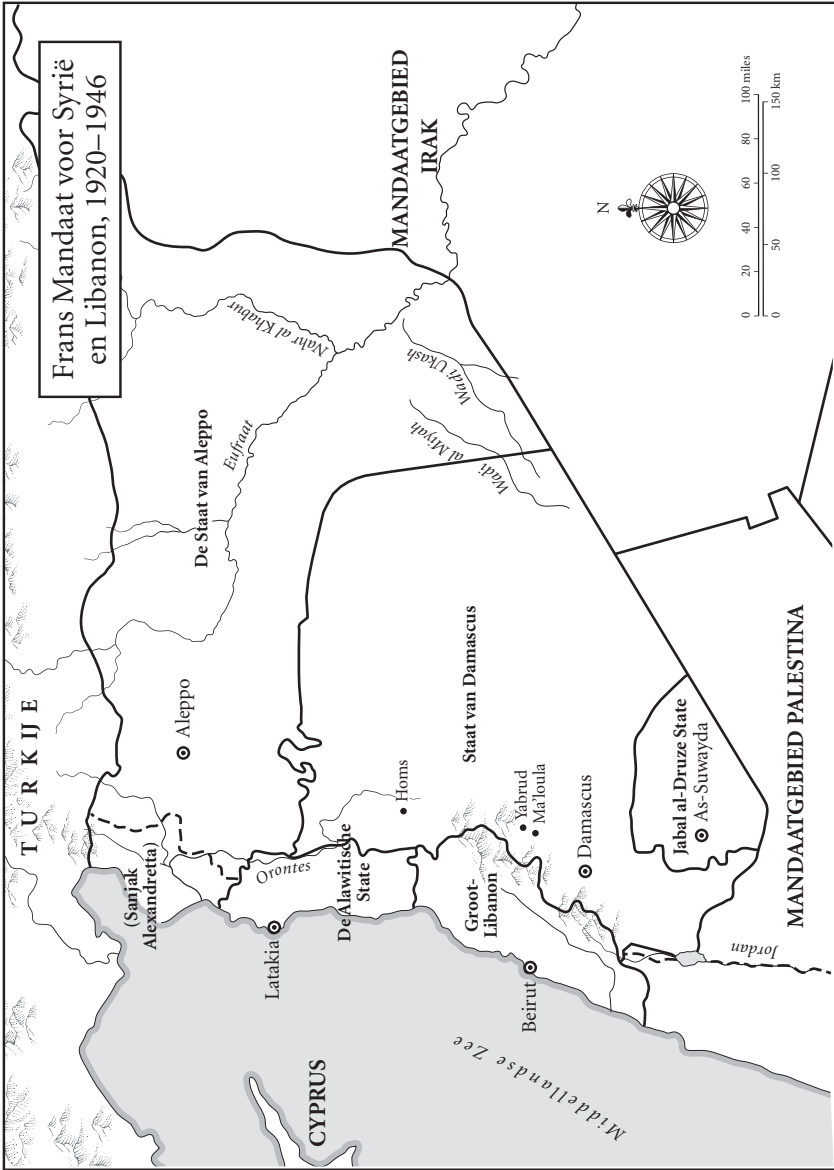 Frans Mandaat voor Syrië
en Libanon, 1920–1946
TURKIJE
(Sanjak
Alexandretta)
Aleppo
De Staat van Aleppo
Eufraat
Nahr al Khabur
MANDAATGEBIED
IRAK
Wadi Ukash
Wadi
al Miyah
CYPRUS
Latakia
Orontes
De Alawitische
State
Homs
Staat van Damascus
Groot-
Libanon
Yabrud
Ma'loula
Beirut
Damascus
Middellandse Zee
Jabal al-Druze State
As-Suwayda
Jordan
MANDAATGEBIED PALESTINA
N
0 20 40 60 80 100 miles
0 50 100 150 km